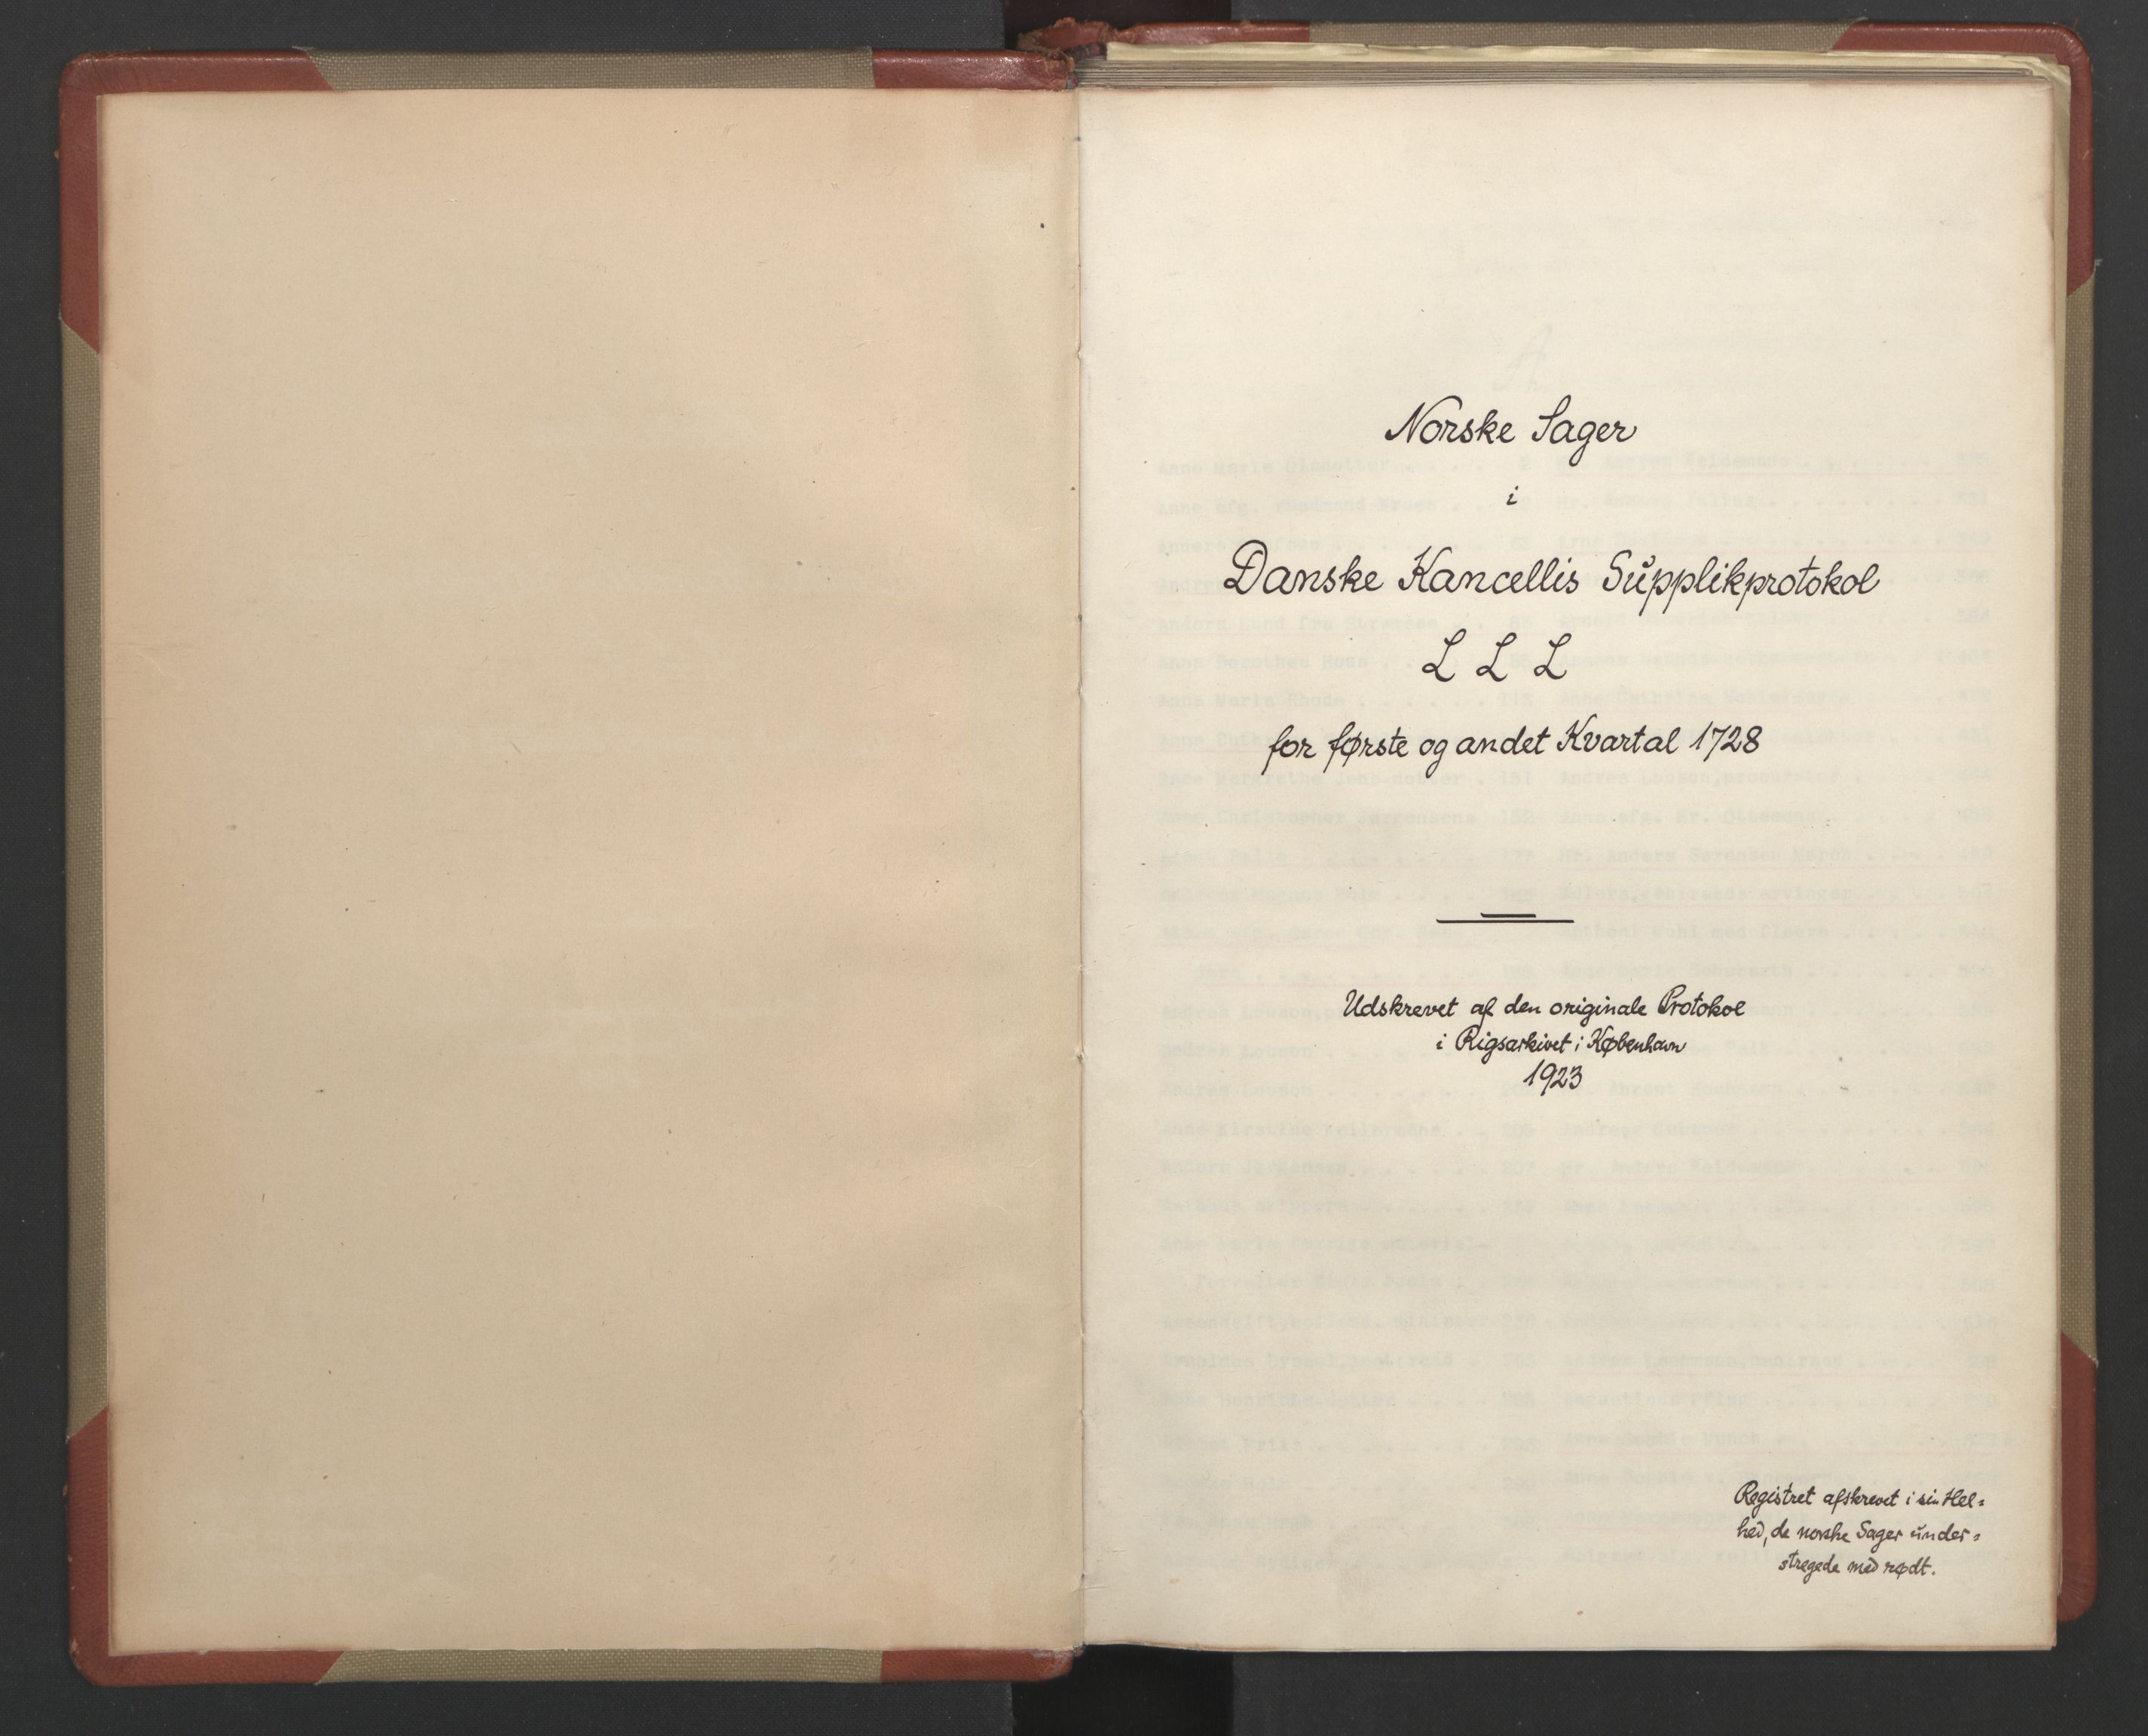 Norske Sager
i
Danske Kancellis Supplikprotokol
L L L
for første og andet Kvartal 1728
Udskrevet af den originale Protokol
i Rigsarkivet i København
1923
Registret afskrevet i sin Hel=
hed, de norske Sager under=
stregede med rødt.